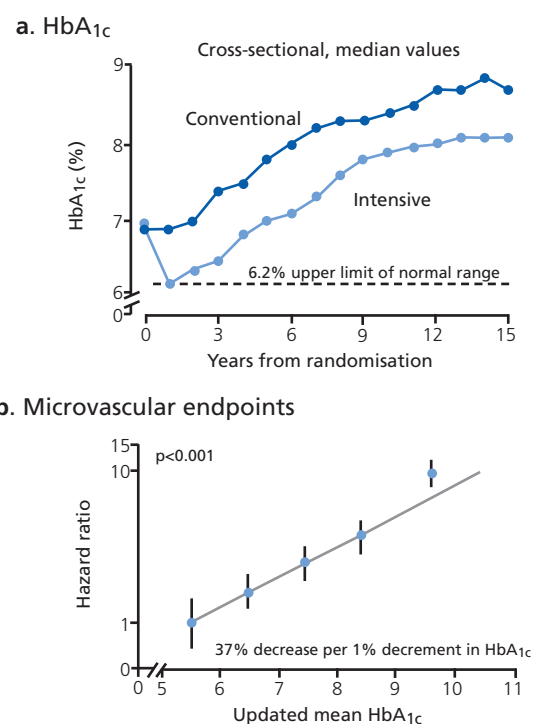 a. HbA1c
Cross-sectional, median values
9
8
7
6
0
HbA1c (%)
Conventional
Intensive
6.2% upper limit of normal range
0 3 6 9 12 15
Years from randomisation
b. Microvascular endpoints
15
10
1
0
Hazard ratio
p<0.001
37% decrease per 1% decrement in HbA1c
0 5 6 7 8 9 10 11
Updated mean HbA1c